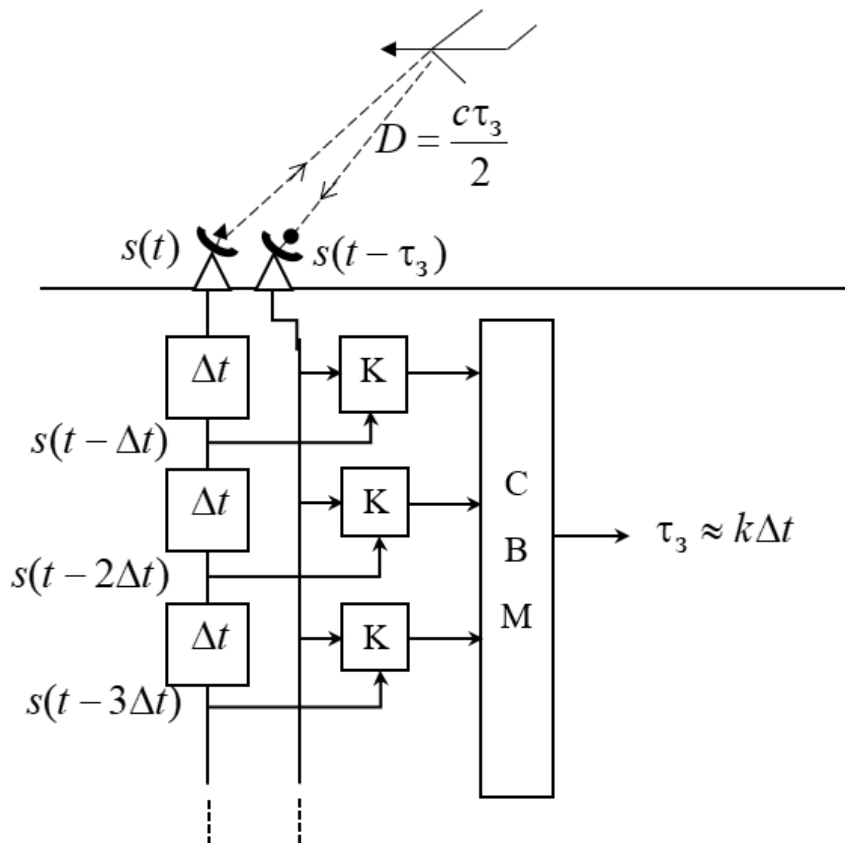 D = cτ₃/2
s(t)
s(t − τ₃)
Δt
K
s(t − Δt)
Δt
K
С
В
М
τ₃ ≈ kΔt
s(t − 2Δt)
Δt
K
s(t − 3Δt)